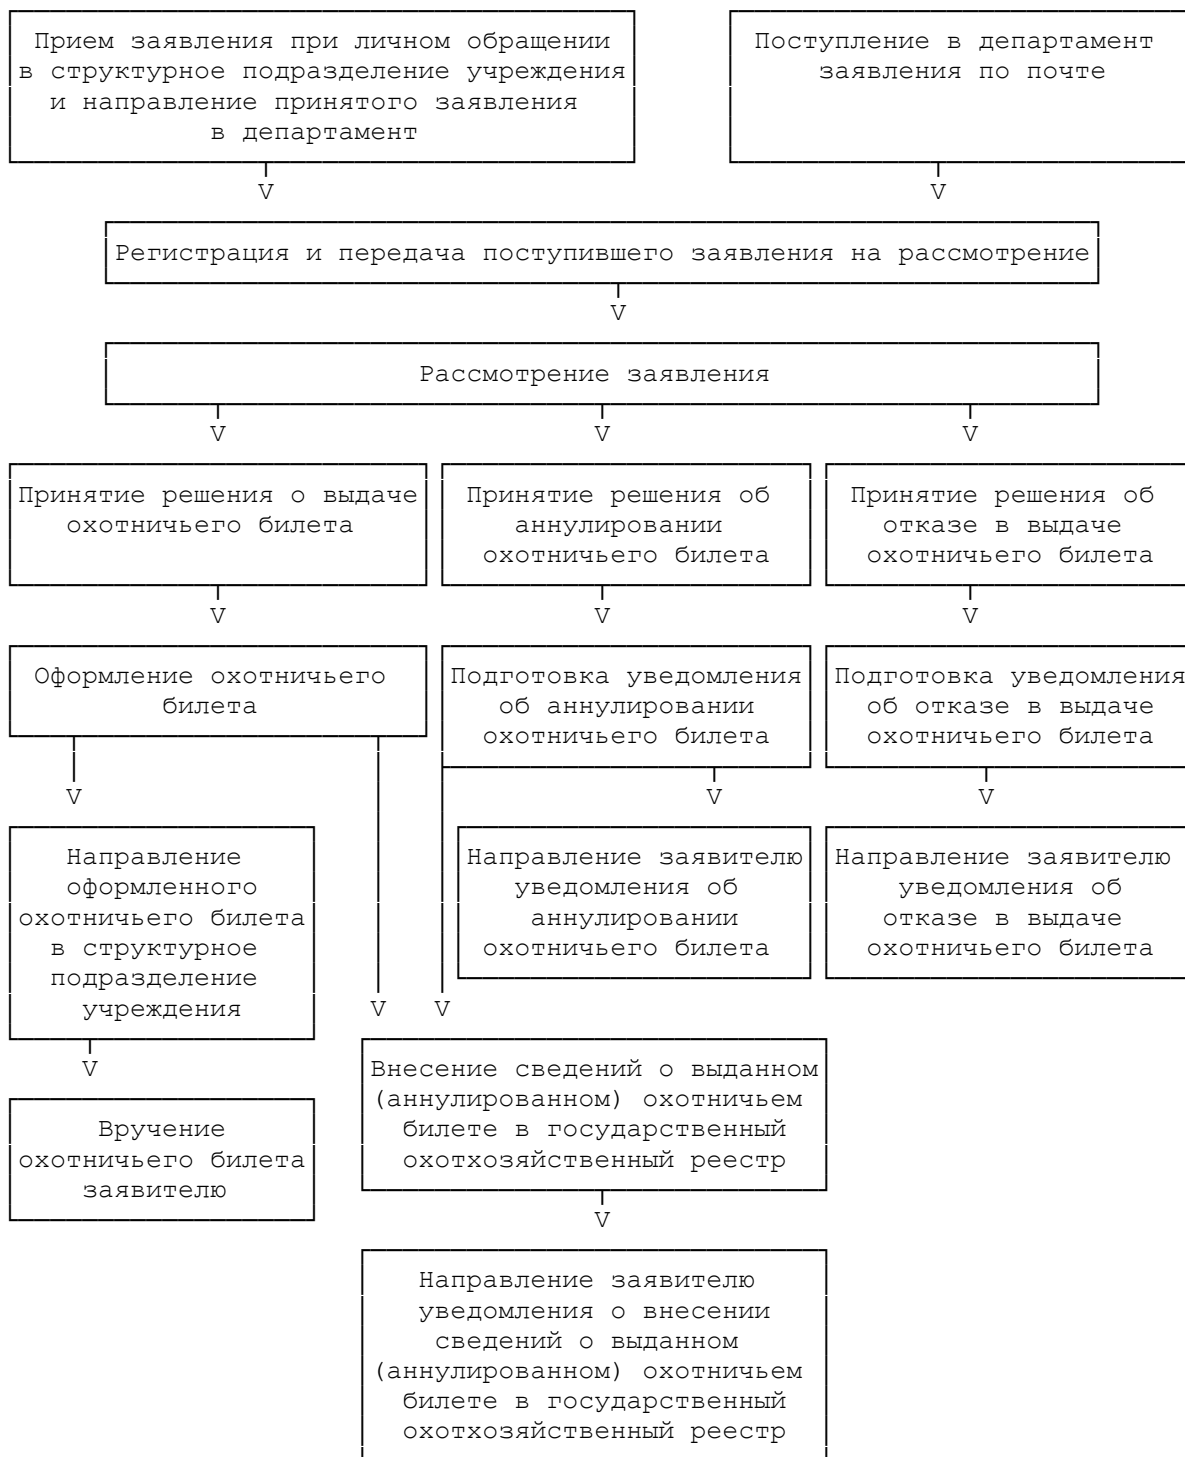 Прием заявления при личном обращении
в структурное подразделение учреждения
и направление принятого заявления
в департамент
Поступление в департамент
заявления по почте
V
V
Регистрация и передача поступившего заявления на рассмотрение
V
Рассмотрение заявления
V
V
V
Принятие решения о выдаче
охотничьего билета
Принятие решения об
аннулировании
охотничьего билета
Принятие решения об
отказе в выдаче
охотничьего билета
V
V
V
Оформление охотничьего
билета
Подготовка уведомления
об аннулировании
охотничьего билета
Подготовка уведомления
об отказе в выдаче
охотничьего билета
V
V
V
Направление
оформленного
охотничьего билета
в структурное
подразделение
учреждения
Направление заявителю
уведомления об
аннулировании
охотничьего билета
Направление заявителю
уведомления об
отказе в выдаче
охотничьего билета
V
V
V
Вручение
охотничьего билета
заявителю
Внесение сведений о выданном
(аннулированном) охотничьем
билете в государственный
охотхозяйственный реестр
V
Направление заявителю
уведомления о внесении
сведений о выданном
(аннулированном) охотничьем
билете в государственный
охотхозяйственный реестр